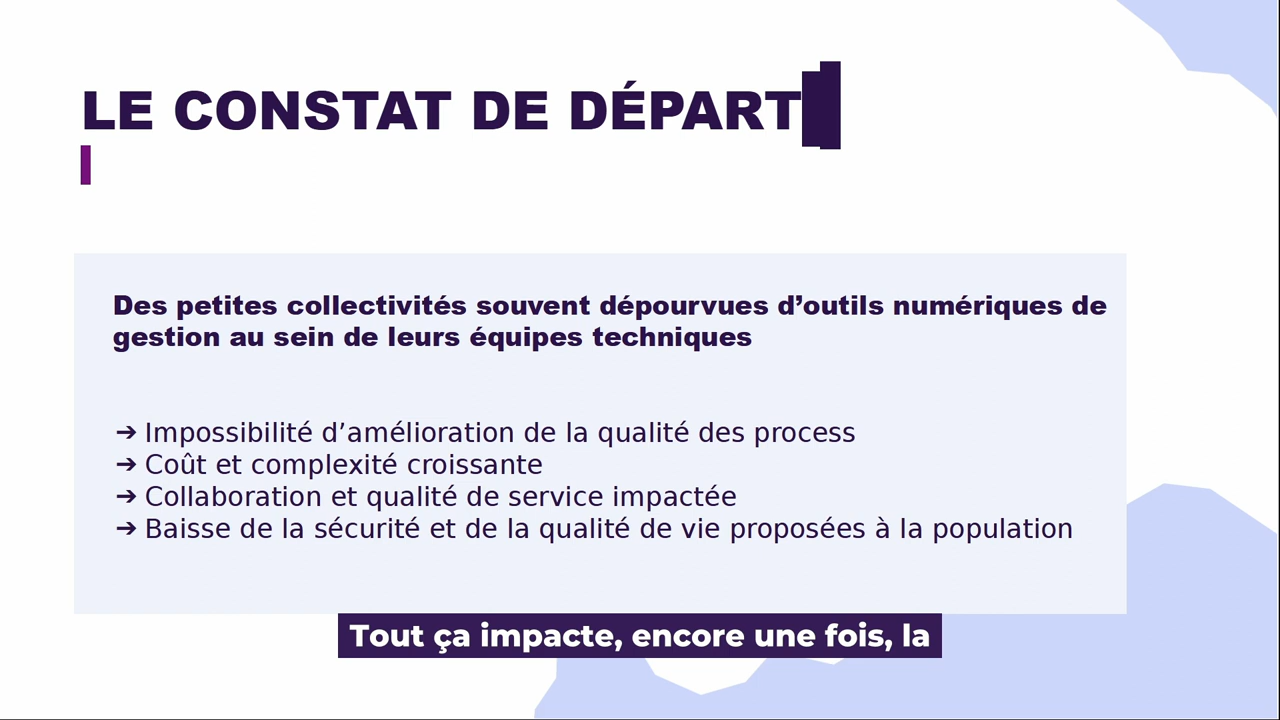 LE CONSTAT DE DÉPART
Des petites collectivités souvent dépourvues d’outils numériques de
gestion au sein de leurs équipes techniques
➔ Impossibilité d’amélioration de la qualité des process
➔ Coût et complexité croissante
➔ Collaboration et qualité de service impactée
➔ Baisse de la sécurité et de la qualité de vie proposées à la population
Tout ça impacte, encore une fois, la